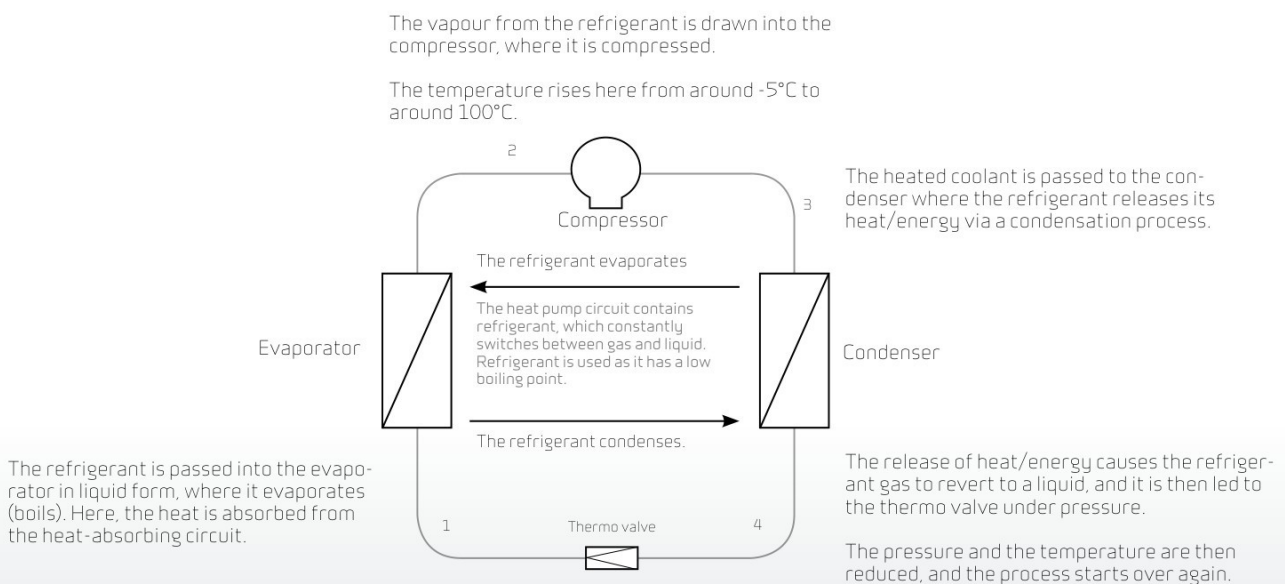 The vapour from the refrigerant is drawn into the
compressor, where it is compressed.
The temperature rises here from around -5°C to
around 100°C.
2
Compressor
3
The heated coolant is passed to the con-
denser where the refrigerant releases its
heat/energy via a condensation process.
The refrigerant evaporates
The heat pump circuit contains
refrigerant, which constantly
switches between gas and liquid.
Refrigerant is used as it has a low
boiling point.
Evaporator
Condenser
The refrigerant condenses.
The refrigerant is passed into the evapo-
rator in liquid form, where it evaporates
(boils). Here, the heat is absorbed from
the heat-absorbing circuit.
1
Thermo valve
4
The release of heat/energy causes the refriger-
ant gas to revert to a liquid, and it is then led to
the thermo valve under pressure.
The pressure and the temperature are then
reduced, and the process starts over again.